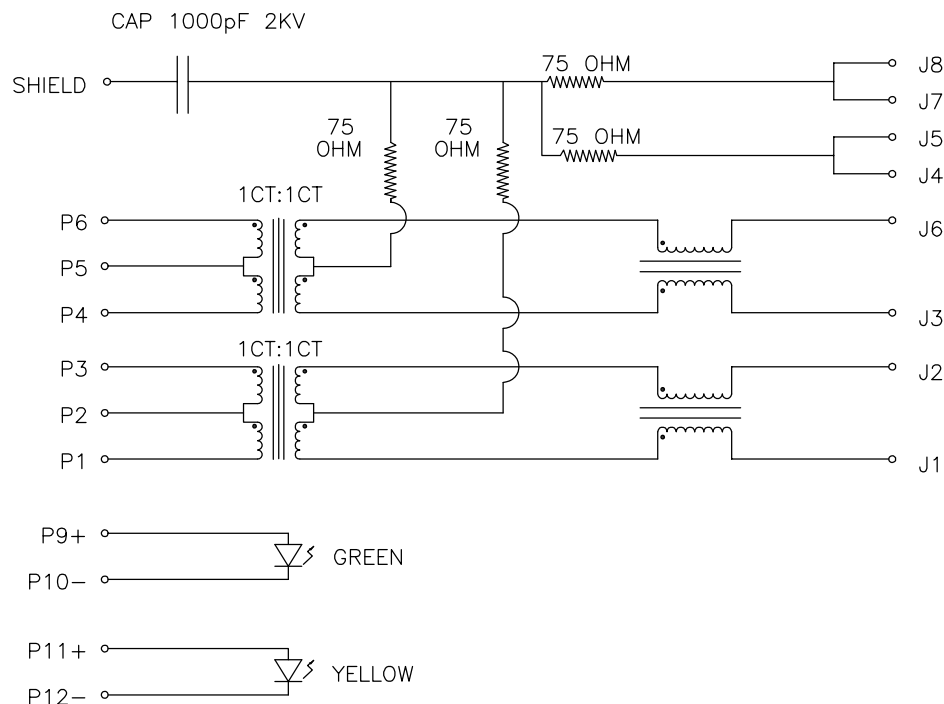 CAP 1000pF 2KV
SHIELD
75 OHM
J8
J7
75
OHM
75
OHM
75 OHM
J5
J4
1CT:1CT
P6
J6
P5
P4
J3
1CT:1CT
P3
J2
P2
P1
J1
P9+
GREEN
P10-
P11+
YELLOW
P12-